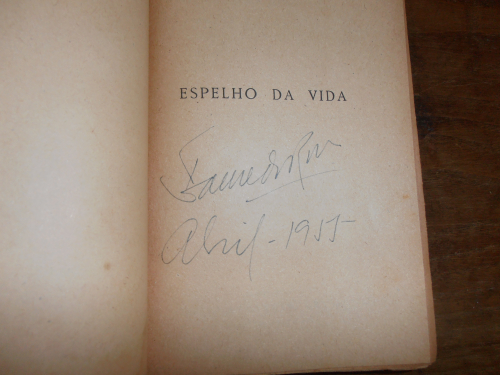 ESPELHO DA VIDA
Abril - 1955